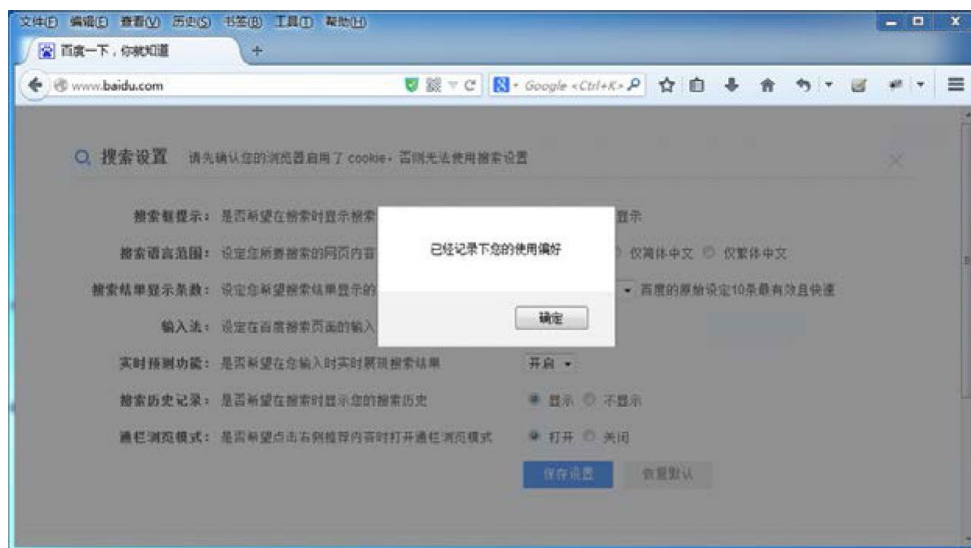 文件(F) 编辑(E) 查看(V) 历史(S) 书签(B) 工具(T) 帮助(H)
百度一下，你就知道
www.baidu.com Google <Ctrl+K>
搜索设置 请先确认您的浏览器启用了 cookie，否则无法使用搜索设置
搜索框提示： 是否希望在搜索时显示搜索 显示
搜索语言范围： 设定您所要搜索的网页内容 仅简体中文 仅繁体中文
搜索结果显示条数： 设定您希望搜索结果显示的 百度的原始设定10条最有效且快速
输入法： 设定在百度搜索页面的输入
已经记录下您的使用偏好
确定
实时预测功能： 是否希望在您输入时实时展现搜索结果 开启
搜索历史记录： 是否希望在搜索时显示您的搜索历史 显示 不显示
通栏浏览模式： 是否希望点击右侧推荐内容时打开通栏浏览模式 打开 关闭
保存设置 恢复默认